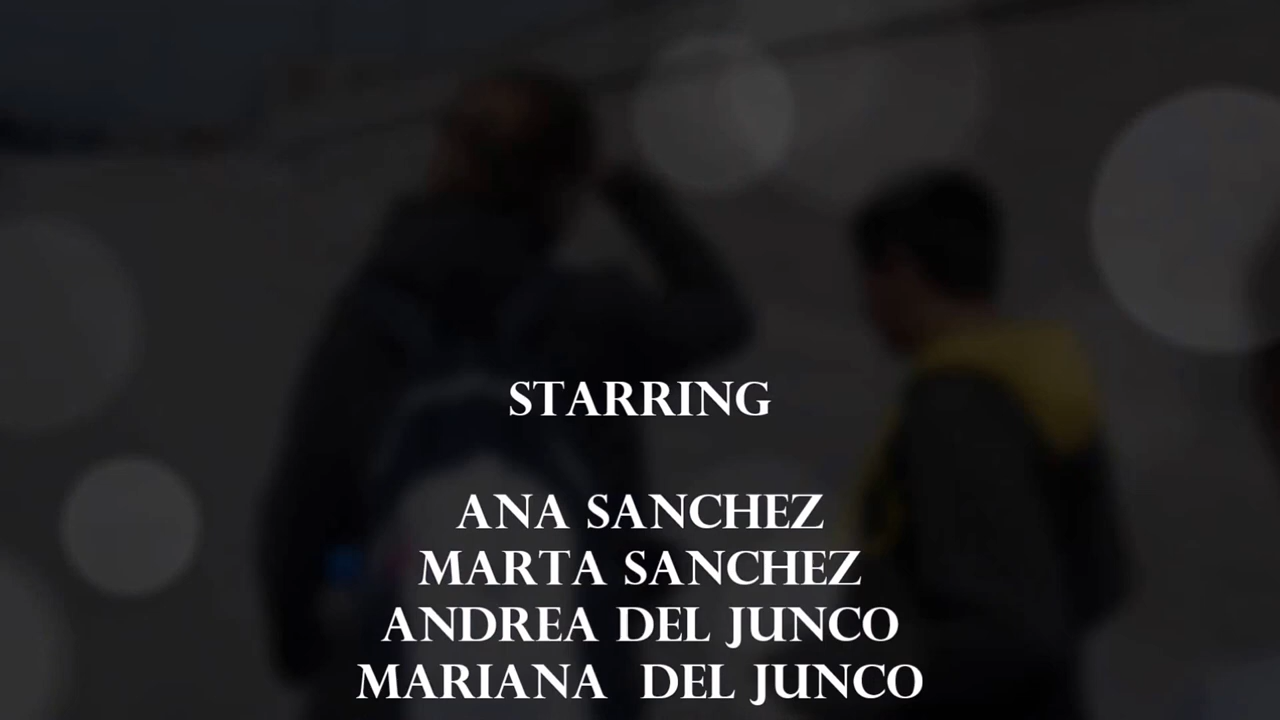 STARRING
ANA SANCHEZ
MARTA SANCHEZ
ANDREA DEL JUNCO
MARIANA  DEL JUNCO